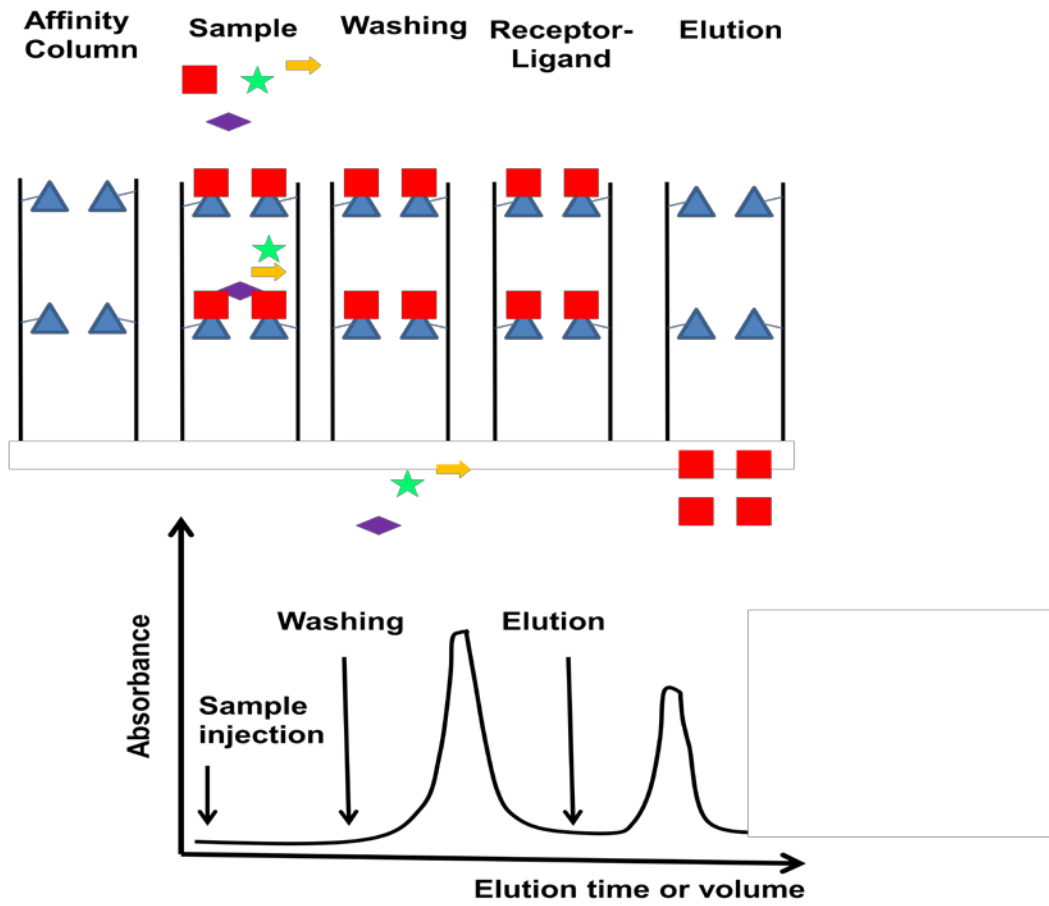 Affinity
Column
Sample
Washing
Receptor-
Ligand
Elution
Washing
Elution
Sample
injection
Absorbance
Elution time or volume